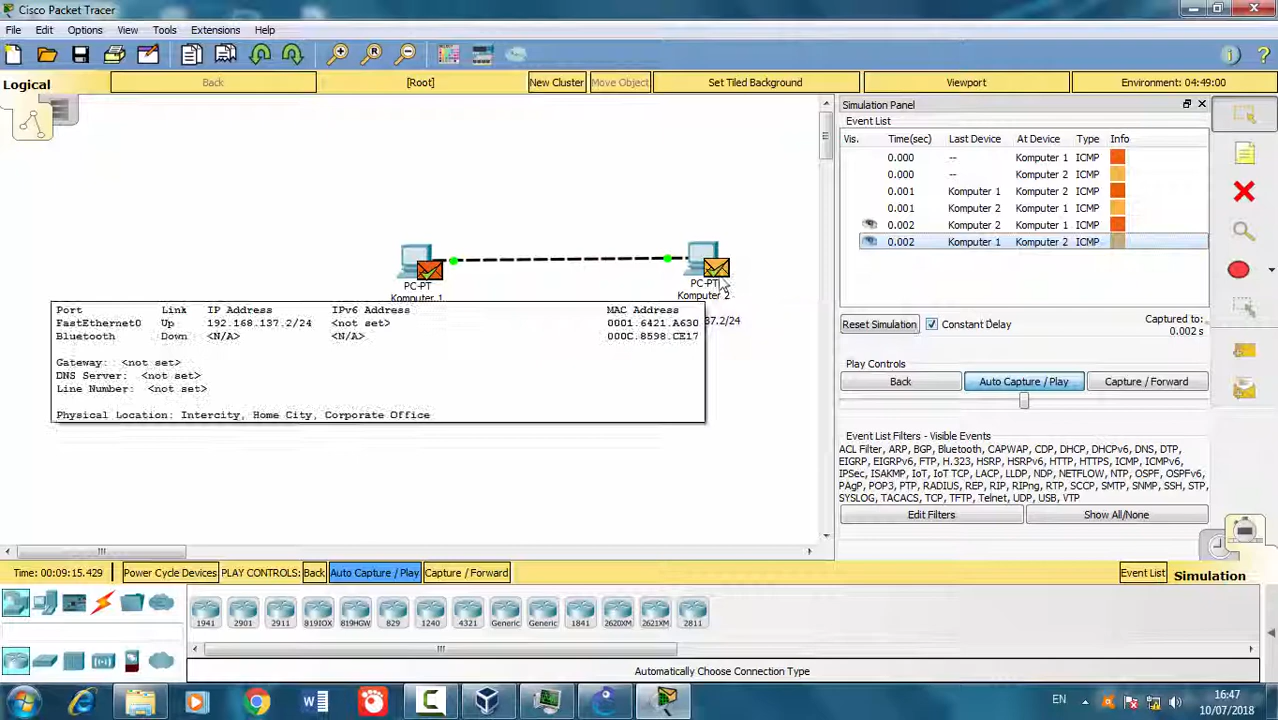 Cisco Packet Tracer
File Edit Options View Tools Extensions Help
Logical Back [Root] New Cluster Move Object Set Tiled Background Viewport Environment: 04:49:00
Simulation Panel
Event List
Vis. Time(sec) Last Device At Device Type Info
0.000 -- Komputer 1 ICMP
0.000 -- Komputer 2 ICMP
0.001 Komputer 1 Komputer 2 ICMP
0.001 Komputer 2 Komputer 1 ICMP
0.002 Komputer 2 Komputer 1 ICMP
0.002 Komputer 1 Komputer 2 ICMP
PC-PT
Komputer 1
PC-PT
Komputer 2
37.2/24
Port Link IP Address IPv6 Address MAC Address
FastEthernet0 Up 192.168.137.2/24 <not set> 0001.6421.A630
Bluetooth Down <N/A> <N/A> 000C.8598.CE17
Gateway: <not set>
DNS Server: <not set>
Line Number: <not set>
Physical Location: Intercity, Home City, Corporate Office
Reset Simulation Constant Delay Captured to:
0.002 s
Play Controls
Back Auto Capture / Play Capture / Forward
Event List Filters - Visible Events
ACL Filter, ARP, BGP, Bluetooth, CAPWAP, CDP, DHCP, DHCPv6, DNS, DTP,
EIGRP, EIGRPv6, FTP, H.323, HSRP, HSRPv6, HTTP, HTTPS, ICMP, ICMPv6,
IPSec, ISAKMP, IoT, IoT TCP, LACP, LLDP, NDP, NETFLOW, NTP, OSPF, OSPFv6,
PAgP, POP3, PTP, RADIUS, REP, RIP, RIPng, RTP, SCCP, SMTP, SNMP, SSH, STP,
SYSLOG, TACACS, TCP, TFTP, Telnet, UDP, USB, VTP
Edit Filters Show All/None
Time: 00:09:15.429 Power Cycle Devices PLAY CONTROLS: Back Auto Capture / Play Capture / Forward Event List Simulation
1941 2901 2911 819IOX 819HGW 829 1240 4321 Generic Generic 1841 2620XM 2621XM 2811
Automatically Choose Connection Type
EN 16:47
10/07/2018